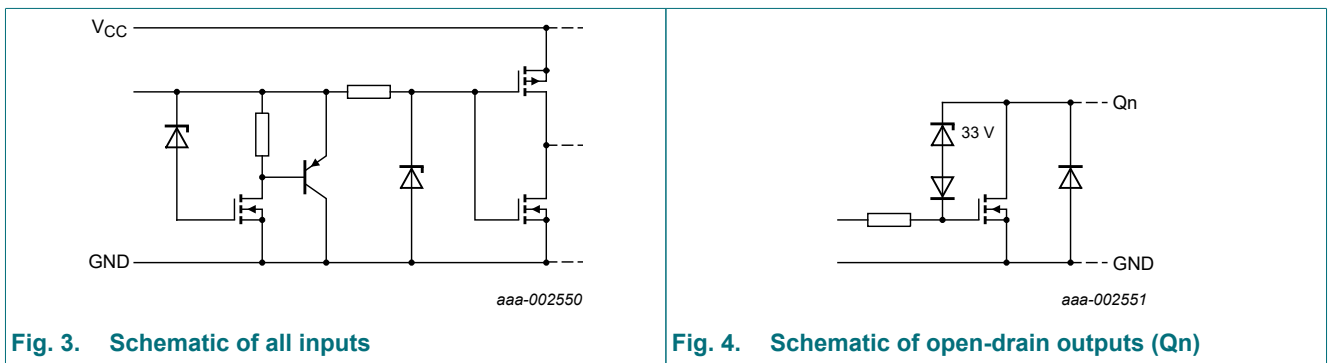 VCC
GND
aaa-002550
Fig. 3. Schematic of all inputs
Qn
33 V
GND
aaa-002551
Fig. 4. Schematic of open-drain outputs (Qn)